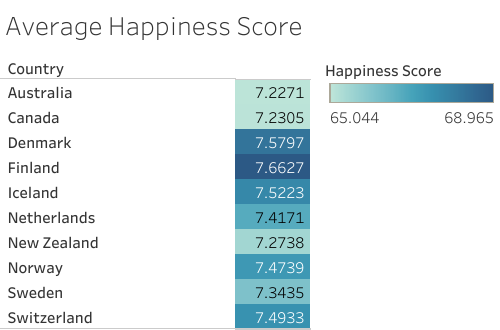 Average Happiness Score
Country
Australia 7.2271
Canada 7.2305
Denmark 7.5797
Finland 7.6627
Iceland 7.5223
Netherlands 7.4171
New Zealand 7.2738
Norway 7.4739
Sweden 7.3435
Switzerland 7.4933
Happiness Score
65.044 68.965